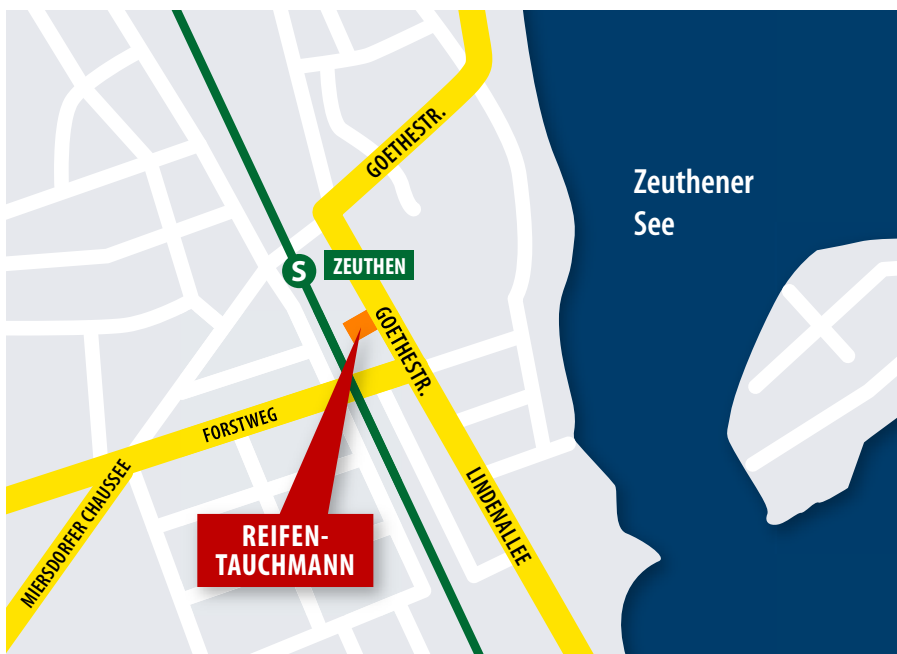 GOETHESTR.
Zeuthener
See
S
ZEUTHEN
GOETHESTR.
FORSTWEG
MIERSDORFER CHAUSSEE
LINDENALLEE
REIFEN-
TAUCHMANN